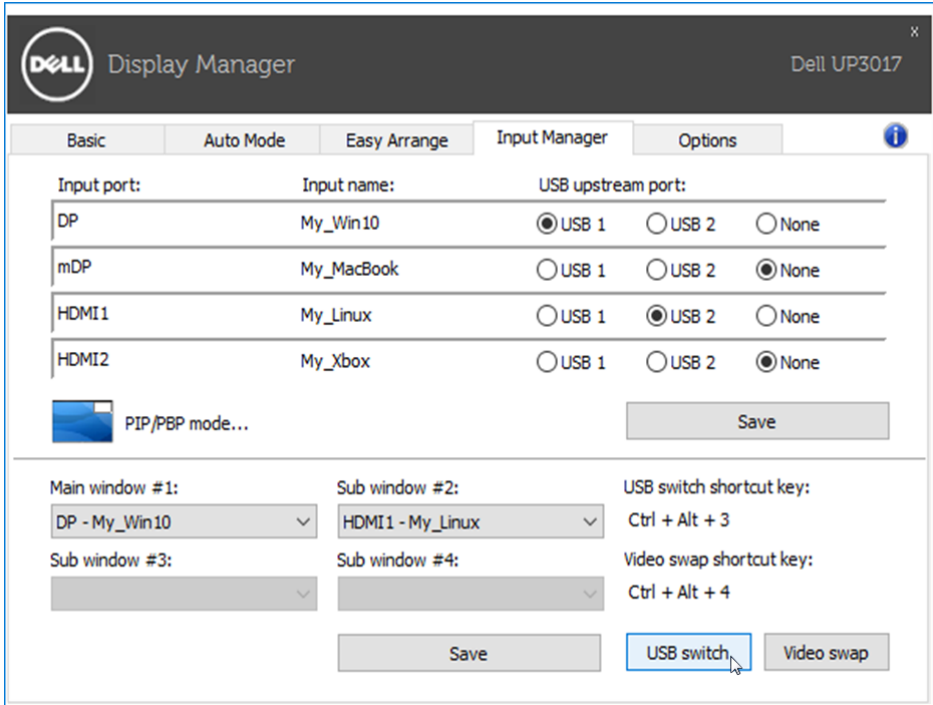 DELL Display Manager Dell UP3017 x
Basic Auto Mode Easy Arrange Input Manager Options i
Input port: Input name: USB upstream port:
DP My_Win10 USB 1 USB 2 None
mDP My_MacBook USB 1 USB 2 None
HDMI1 My_Linux USB 1 USB 2 None
HDMI2 My_Xbox USB 1 USB 2 None
PIP/PBP mode... Save
Main window #1: Sub window #2: USB switch shortcut key:
DP - My_Win10 HDMI1 - My_Linux Ctrl + Alt + 3
Sub window #3: Sub window #4: Video swap shortcut key:
Ctrl + Alt + 4
Save USB switch Video swap